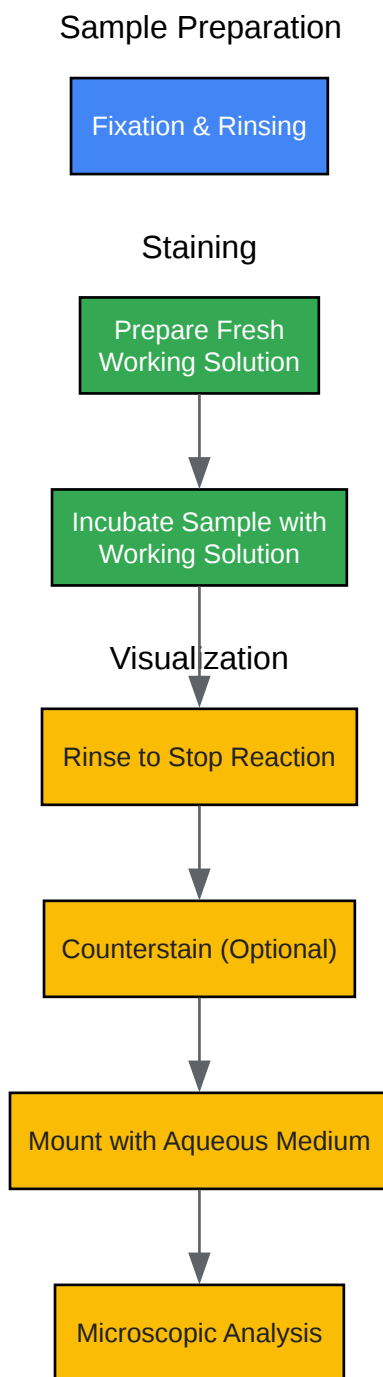 Sample Preparation
Fixation & Rinsing
Staining
Prepare Fresh
Working Solution
Incubate Sample with
Working Solution
Visualization
Rinse to Stop Reaction
Counterstain (Optional)
Mount with Aqueous Medium
Microscopic Analysis